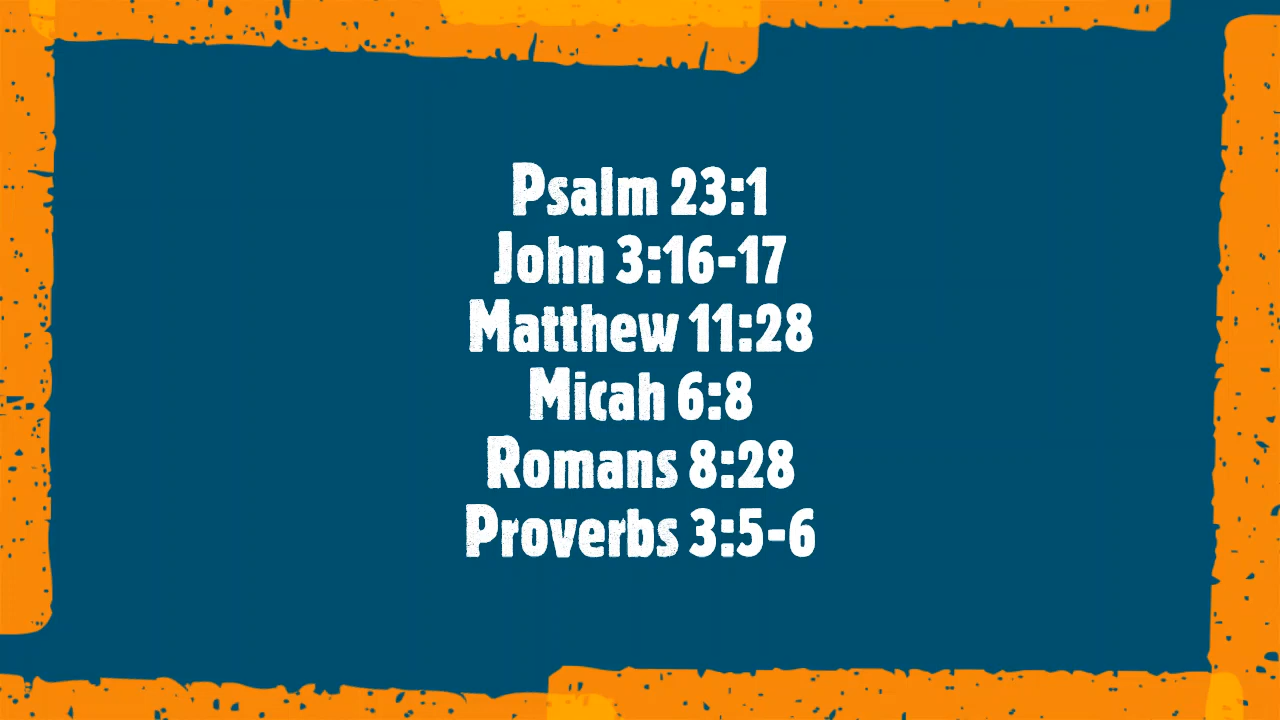 Psalm 23:1
John 3:16-17
Matthew 11:28
Micah 6:8
Romans 8:28
Proverbs 3:5-6